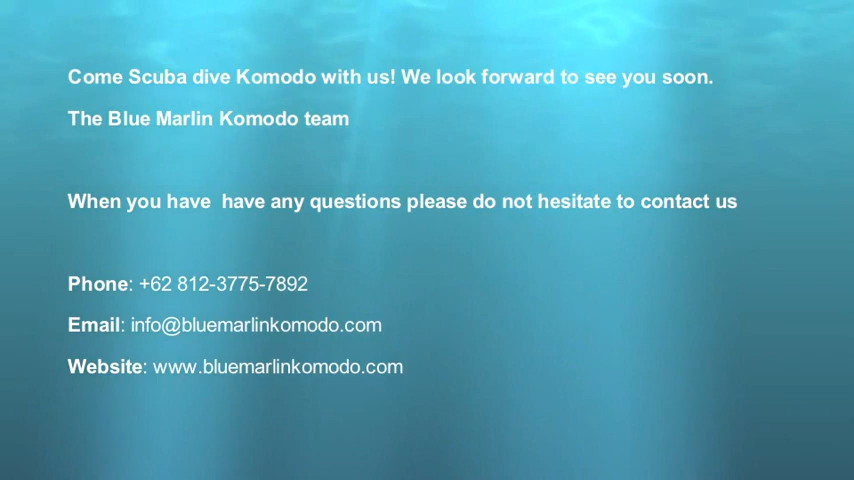 Come Scuba dive Komodo with us! We look forward to see you soon.
The Blue Marlin Komodo team
When you have  have any questions please do not hesitate to contact us
Phone: +62 812-3775-7892
Email: info@bluemarlinkomodo.com
Website: www.bluemarlinkomodo.com